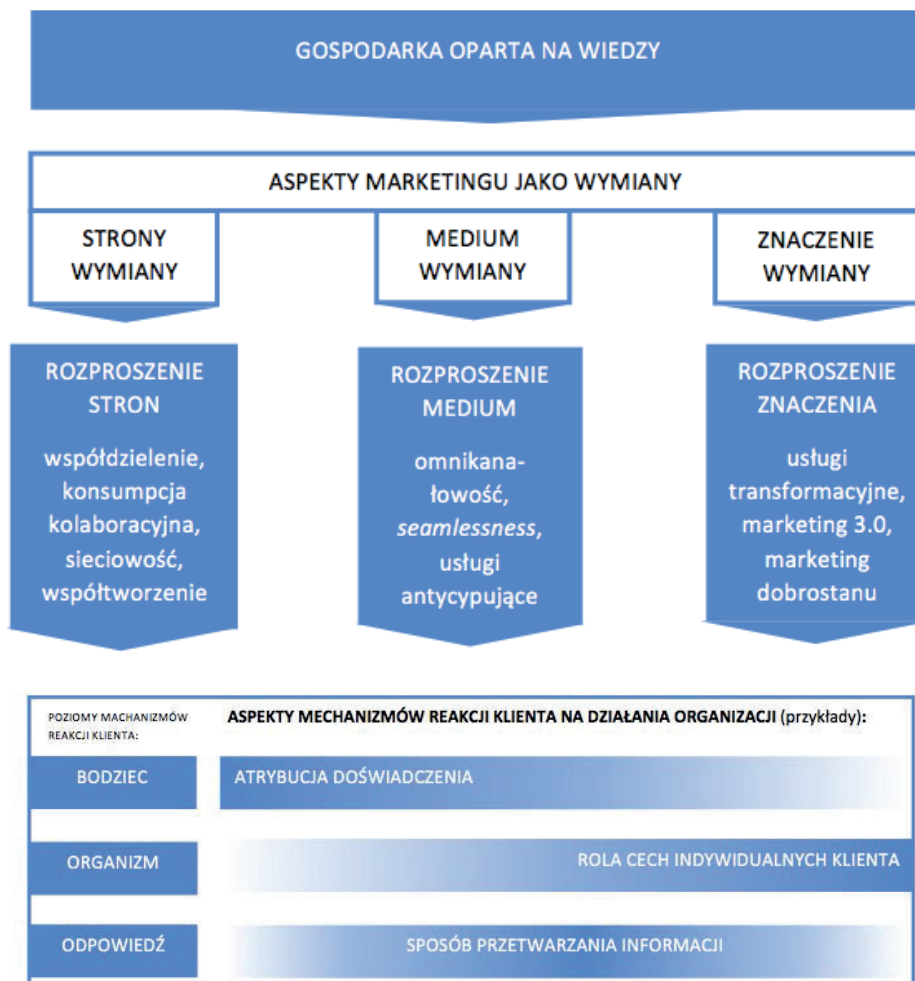 GOSPODARKA OPARTA NA WIEDZY
ASPEKTY MARKETINGU JAKO WYMIANY
STRONY
WYMIANY
MEDIUM
WYMIANY
ZNACZENIE
WYMIANY
ROZPROSZENIE
STRON
współdzielenie,
konsumpcja
kolaboracyjna,
sieciowość,
współtworzenie
ROZPROSZENIE
MEDIUM
omnikana-
łowość,
seamlessness,
usługi
antycypujące
ROZPROSZENIE
ZNACZENIA
usługi
transformacyjne,
marketing 3.0,
marketing
dobrostanu
POZIOMY MACHANIZMÓW
REAKCJI KLIENTA:
ASPEKTY MECHANIZMÓW REAKCJI KLIENTA NA DZIAŁANIA ORGANIZACJI (przykłady):
BODZIEC
ATRYBUCJA DOŚWIADCZENIA
ORGANIZM
ROLA CECH INDYWIDUALNYCH KLIENTA
ODPOWIEDŹ
SPOSÓB PRZETWARZANIA INFORMACJI